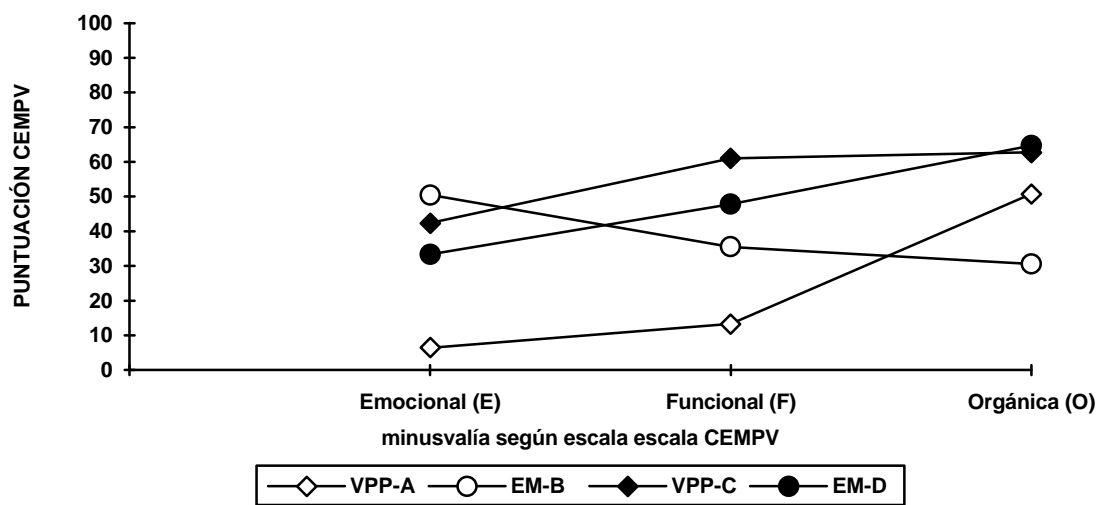 PUNTUACIÓN CEMPV
100
90
80
70
60
50
40
30
20
10
0
Emocional (E) Funcional (F) Orgánica (O)
minusvalía según escala escala CEMPV
VPP-A EM-B VPP-C EM-D